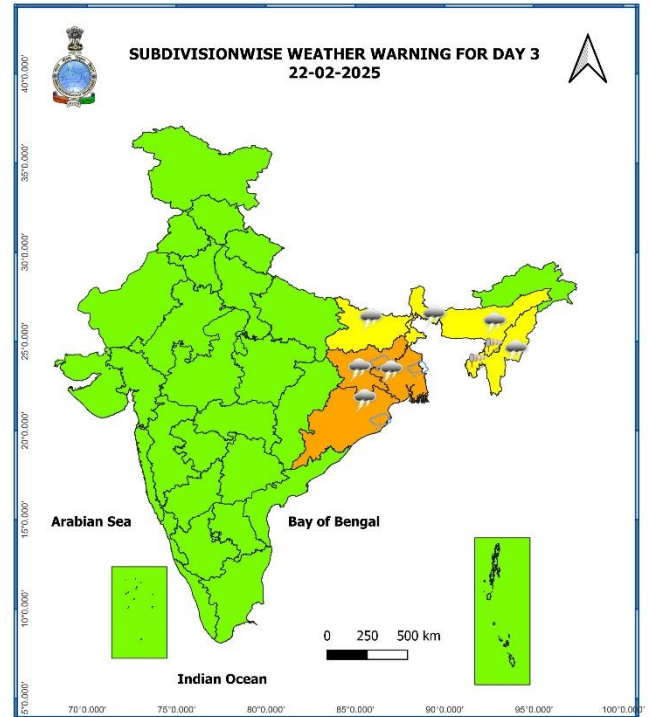 SUBDIVISIONWISE WEATHER WARNING FOR DAY 3
22-02-2025
40°0.000'
35°0.000'
30°0.000'
25°0.000'
20°0.000'
15°0.000'
10°0.000'
5°0.000'
Arabian Sea
Bay of Bengal
0 250 500 km
Indian Ocean
70°0.000' 75°0.000' 80°0.000' 85°0.000' 90°0.000' 95°0.000' 100°0.000'